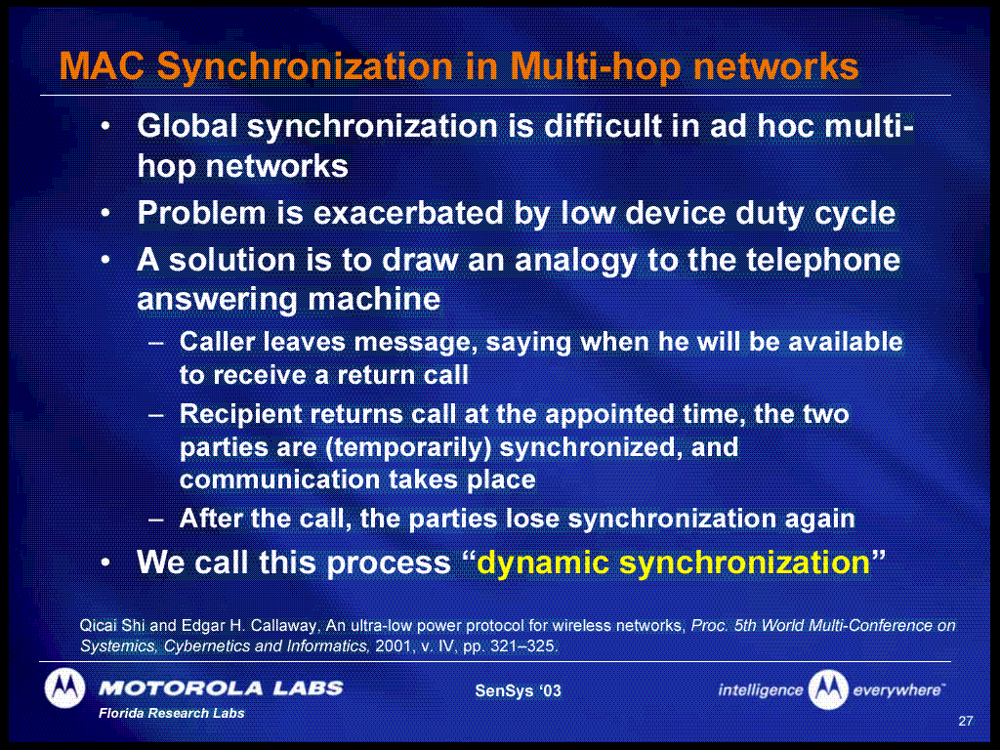 MAC Synchronization in Multi-hop networks
• Global synchronization is difficult in ad hoc multi-
hop networks
• Problem is exacerbated by low device duty cycle
• A solution is to draw an analogy to the telephone
answering machine
– Caller leaves message, saying when he will be available
to receive a return call
– Recipient returns call at the appointed time, the two
parties are (temporarily) synchronized, and
communication takes place
– After the call, the parties lose synchronization again
• We call this process “dynamic synchronization”
Qicai Shi and Edgar H. Callaway, An ultra-low power protocol for wireless networks, Proc. 5th World Multi-Conference on
Systemics, Cybernetics and Informatics, 2001, v. IV, pp. 321–325.
MOTOROLA LABS
Florida Research Labs
SenSys ‘03
intelligence everywhere™
27